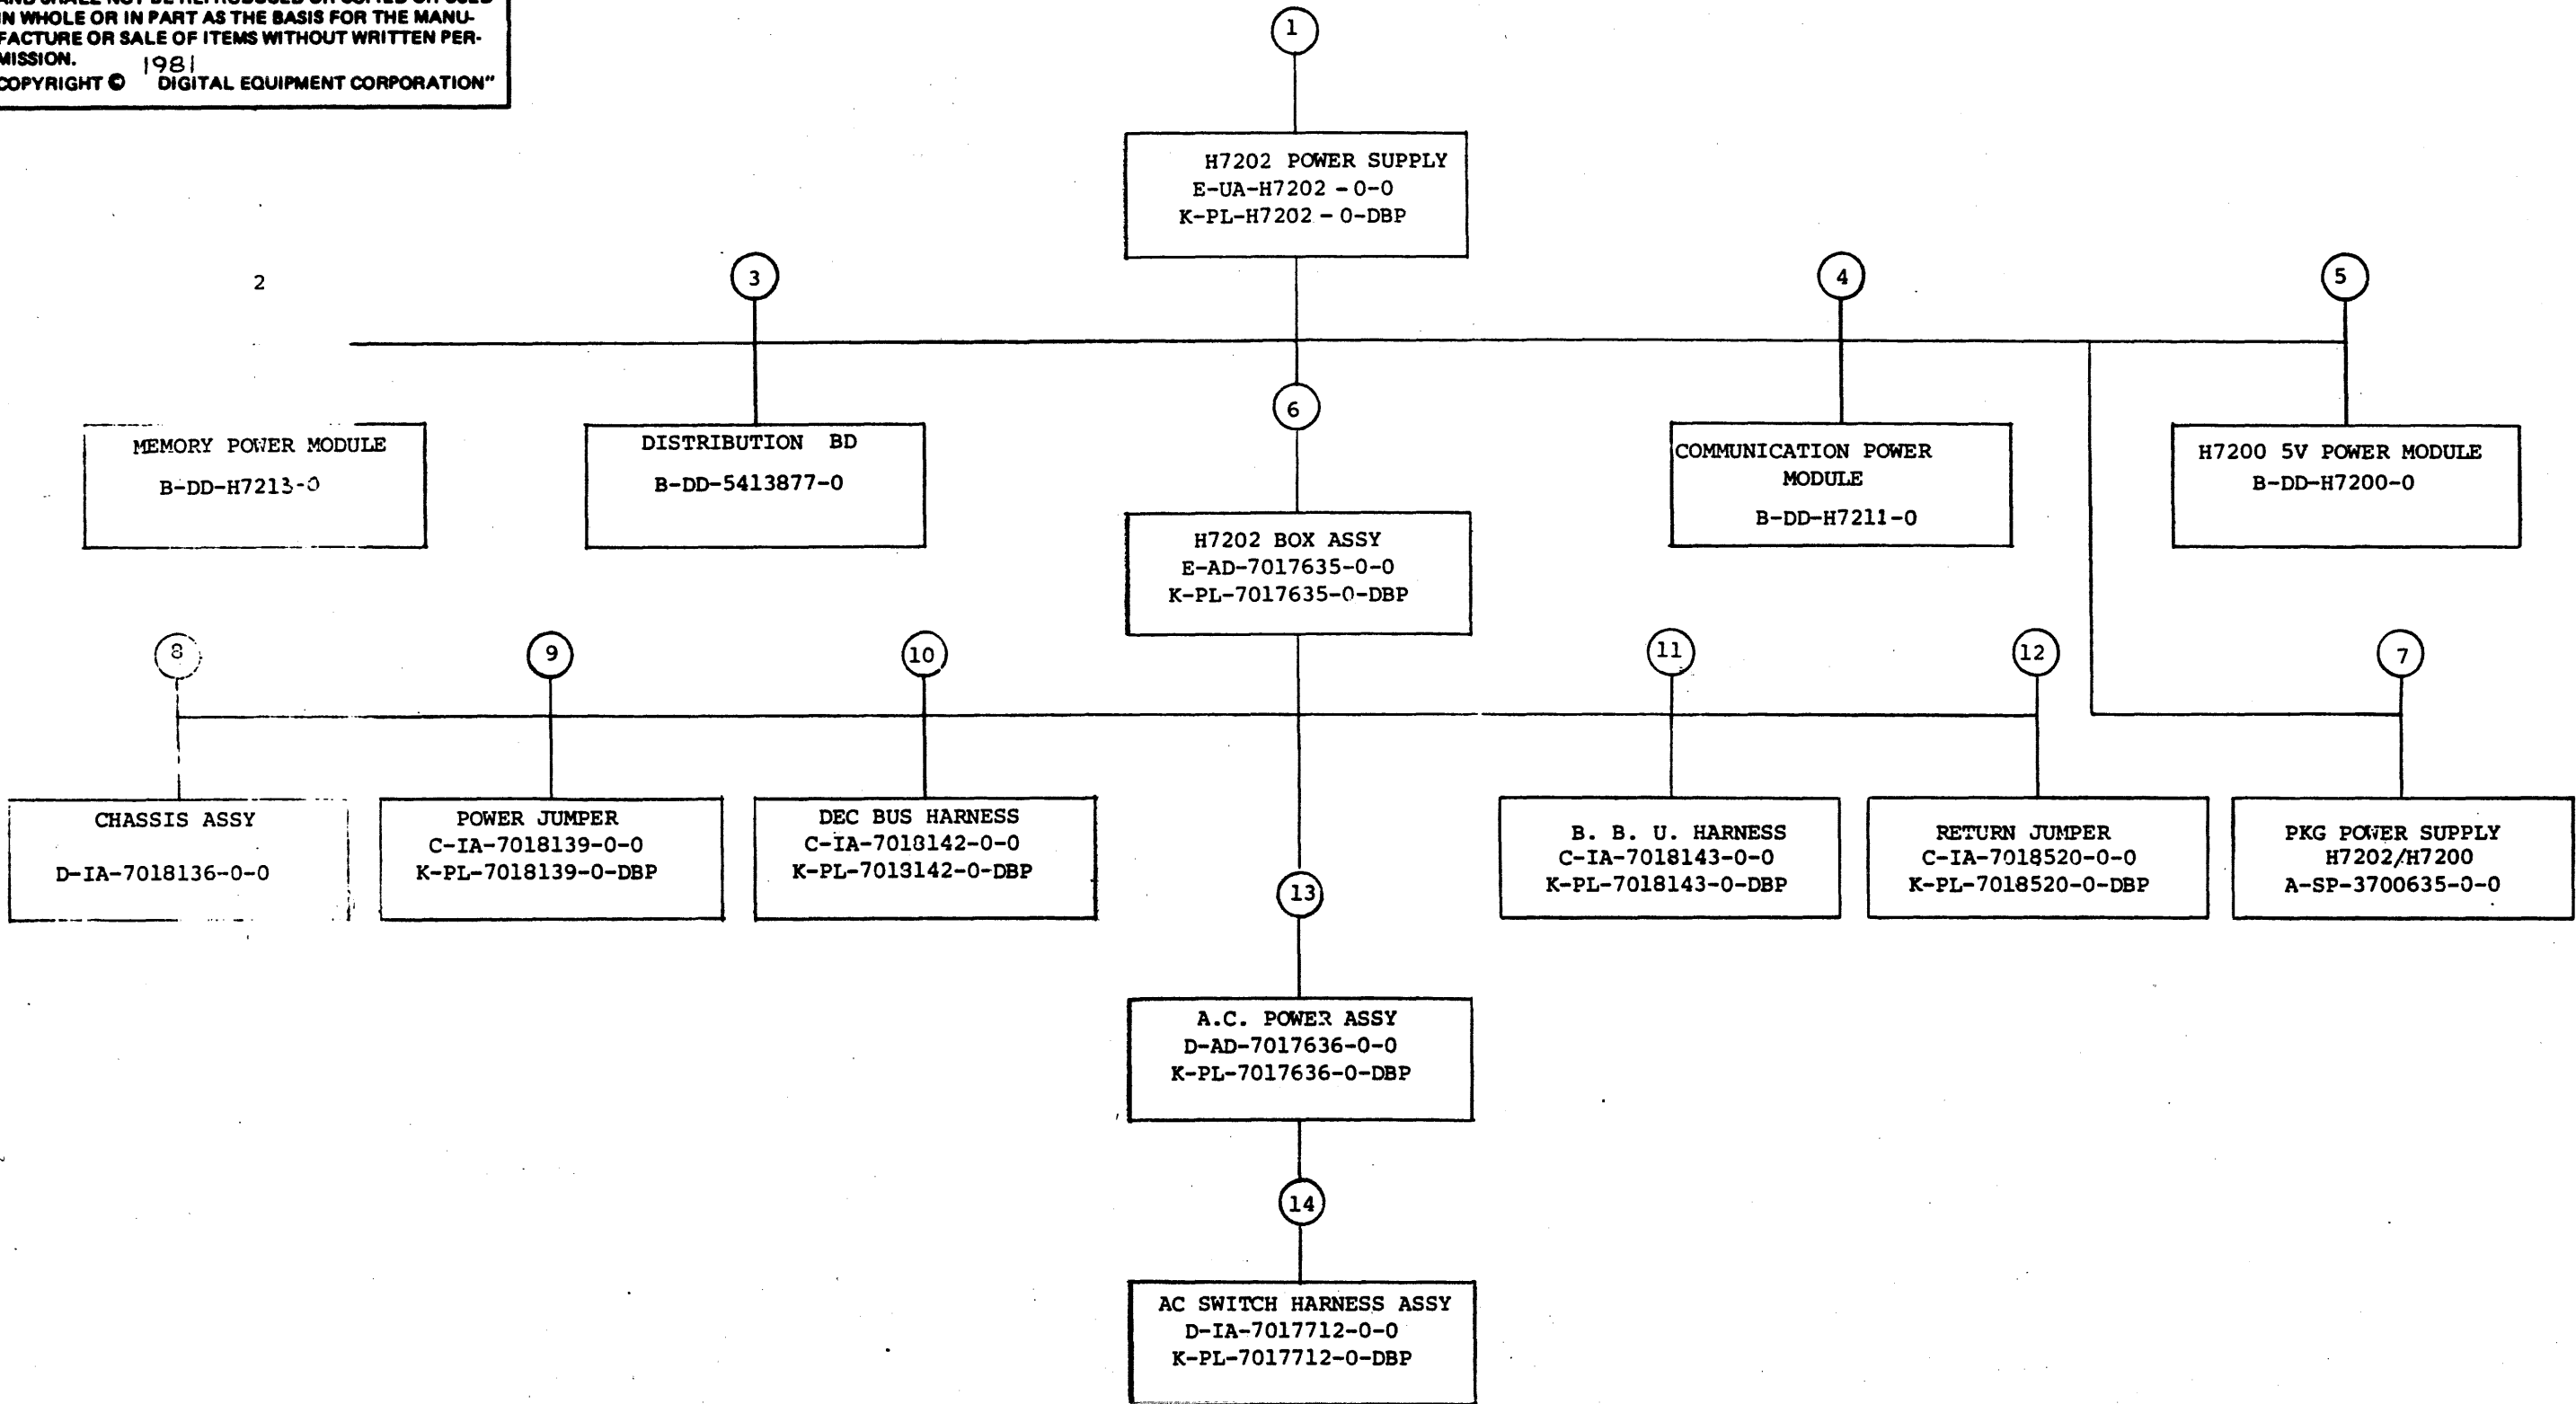 IN WHOLE OR IN PART AS THE BASIS FOR THE MANU-
FACTURE OR SALE OF ITEMS WITHOUT WRITTEN PER-
MISSION.
1981
COPYRIGHT © DIGITAL EQUIPMENT CORPORATION"
1
H7202 POWER SUPPLY
E-UA-H7202 - 0-0
K-PL-H7202 - 0-DBP
2
3
4
5
MEMORY POWER MODULE
B-DD-H7213-0
DISTRIBUTION BD
B-DD-5413877-0
6
COMMUNICATION POWER
MODULE
B-DD-H7211-0
H7200 5V POWER MODULE
B-DD-H7200-0
H7202 BOX ASSY
E-AD-7017635-0-0
K-PL-7017635-0-DBP
8
9
10
11
12
7
CHASSIS ASSY
D-IA-7018136-0-0
POWER JUMPER
C-IA-7018139-0-0
K-PL-7018139-0-DBP
DEC BUS HARNESS
C-IA-7018142-0-0
K-PL-7018142-0-DBP
B. B. U. HARNESS
C-IA-7018143-0-0
K-PL-7018143-0-DBP
RETURN JUMPER
C-IA-7018520-0-0
K-PL-7018520-0-DBP
PKG POWER SUPPLY
H7202/H7200
A-SP-3700635-0-0
13
A.C. POWER ASSY
D-AD-7017636-0-0
K-PL-7017636-0-DBP
14
AC SWITCH HARNESS ASSY
D-IA-7017712-0-0
K-PL-7017712-0-DBP